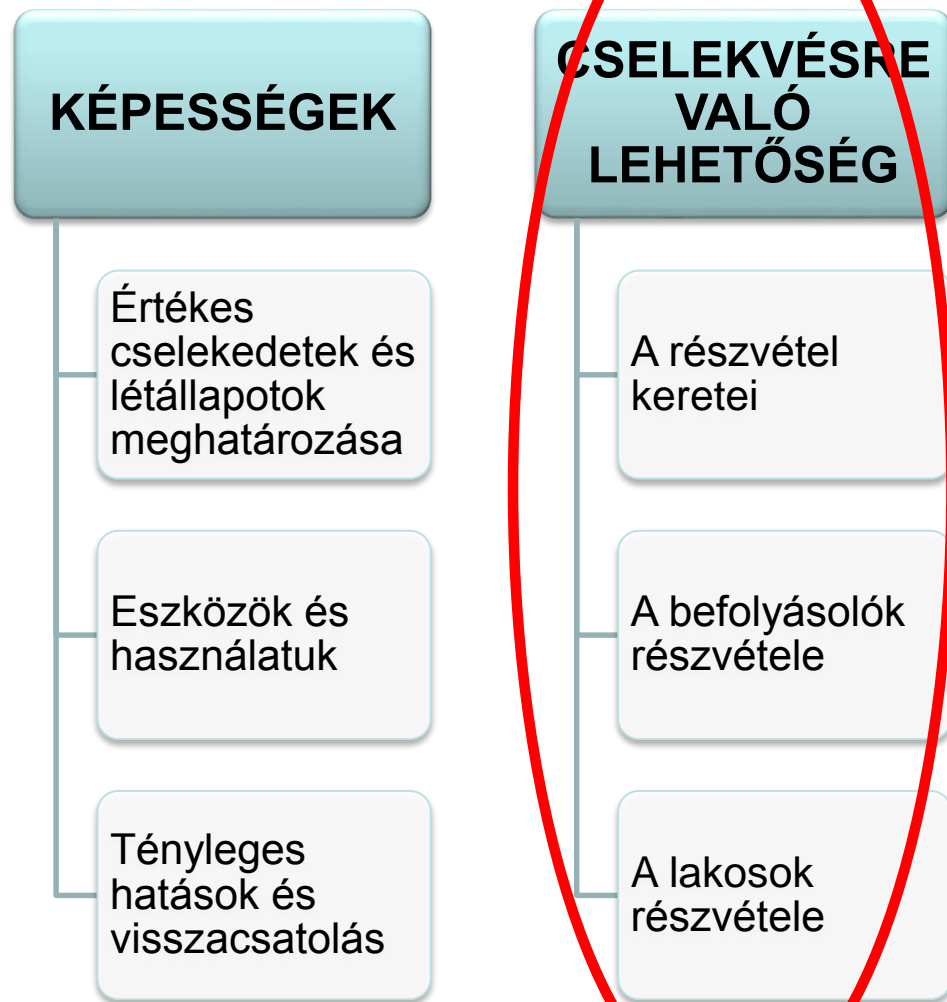 KÉPESSÉGEK
Értékes
cselekedetek és
létállapotok
meghatározása
Eszközök és
használatuk
Tényleges
hatások és
visszacsatolás
CSELEKVÉSRE
VALÓ
LEHETŐSÉG
A részvétel
keretei
A befolyásolók
részvétele
A lakosok
részvétele